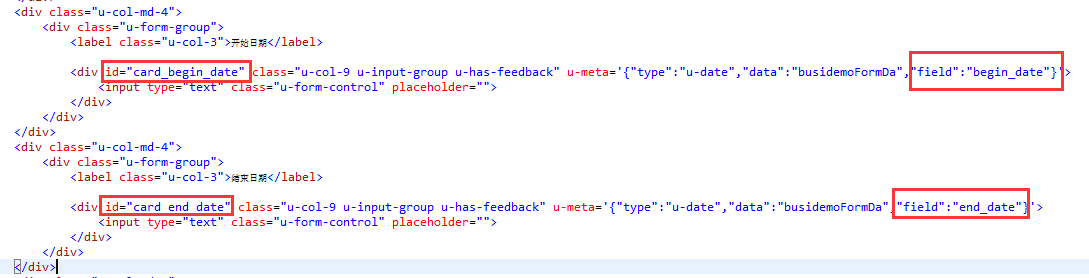 <div class="u-col-md-4">
<div class="u-form-group">
<label class="u-col-3">开始日期</label>
<div id="card_begin_date" class="u-col-9 u-input-group u-has-feedback" u-meta='{"type":"u-date","data":"busidemoFormDa","field":"begin_date"}'>
<input type="text" class="u-form-control" placeholder="">
</div>
</div>
</div>
<div class="u-col-md-4">
<div class="u-form-group">
<label class="u-col-3">结束日期</label>
<div id="card_end_date" class="u-col-9 u-input-group u-has-feedback" u-meta='{"type":"u-date","data":"busidemoFormDa","field":"end_date"}'>
<input type="text" class="u-form-control" placeholder="">
</div>
</div>
</div>